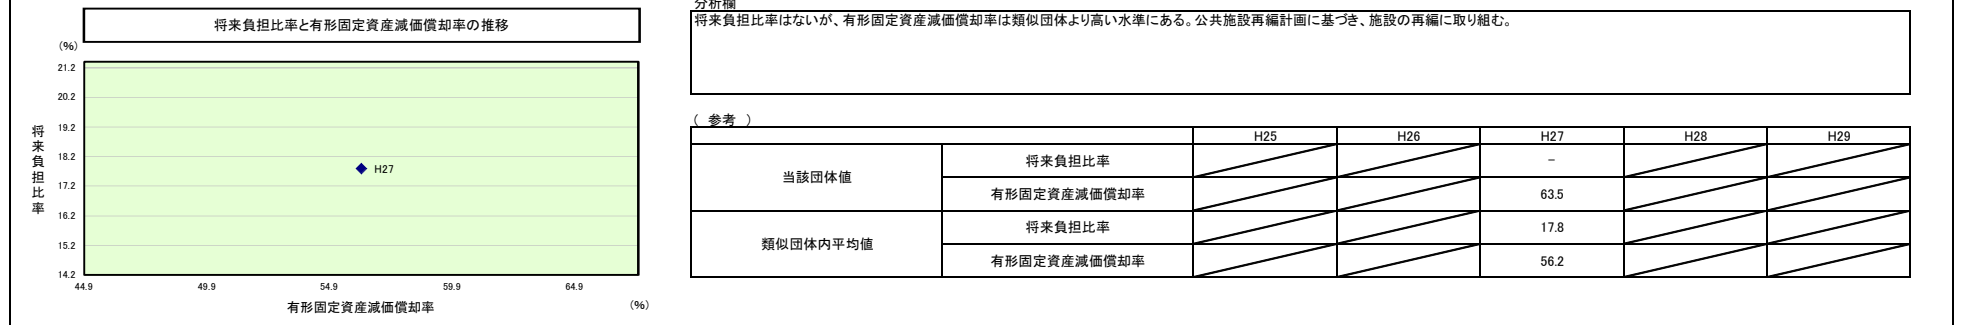 将来負担比率と有形固定資産減価償却率の推移
(%)
21.2
20.2
19.2
18.2
17.2
16.2
15.2
14.2
将来負担比率
H27
44.9 49.9 54.9 59.9 64.9
有形固定資産減価償却率 (%)
分析欄
将来負担比率はないが、有形固定資産減価償却率は類似団体より高い水準にある。公共施設再編計画に基づき、施設の再編に取り組む。
( 参考 )
H25 H26 H27 H28 H29
当該団体値
将来負担比率 －
有形固定資産減価償却率 63.5
類似団体内平均値
将来負担比率 17.8
有形固定資産減価償却率 56.2